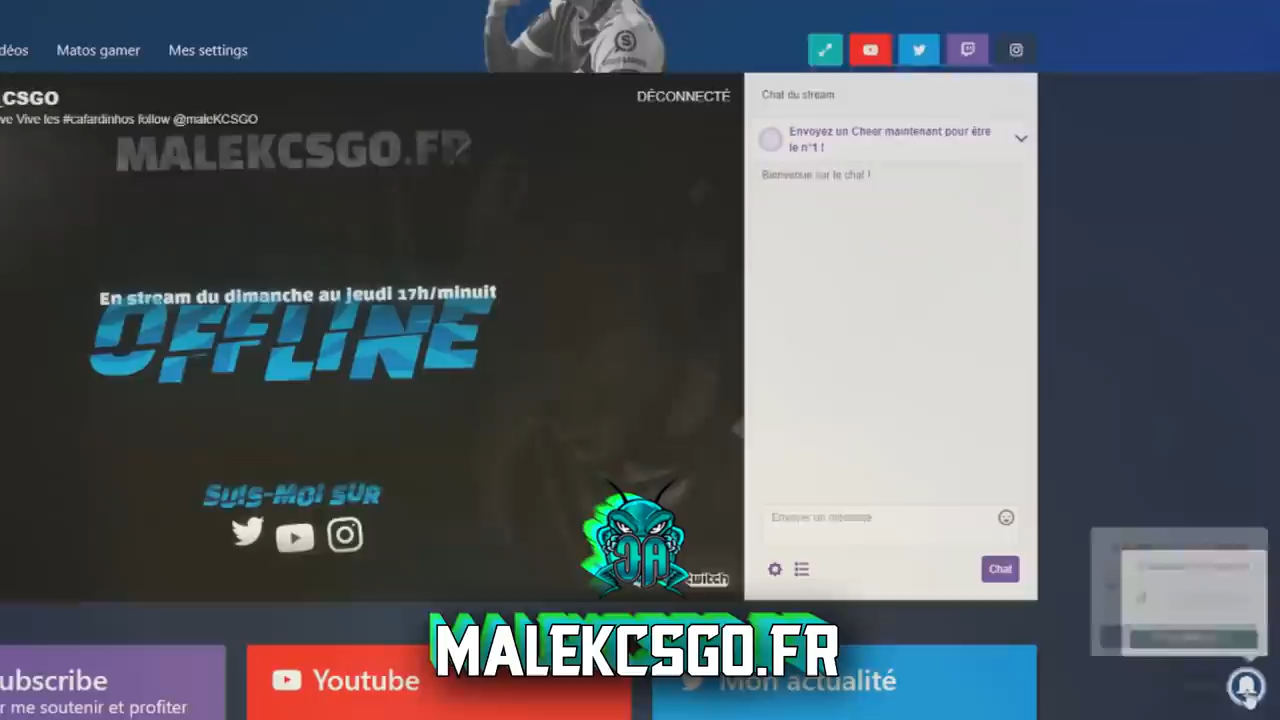 déos
Matos gamer
Mes settings
_CSGO
DÉCONNECTÉ
ve Vive les #cafardinhos follow @maleKCSGO
MALEKCSGO.FR
Chat du stream
Envoyez un Cheer maintenant pour être
le n°1 !
Bienvenue sur le chat !
En stream du dimanche au jeudi 17h/minuit
OFFLINE
SUIS-MOI SUR
Envoyer un message
Chat
twitch
MALEKCSGO.FR
ubscribe
r me soutenir et profiter
Youtube
Mon actualité